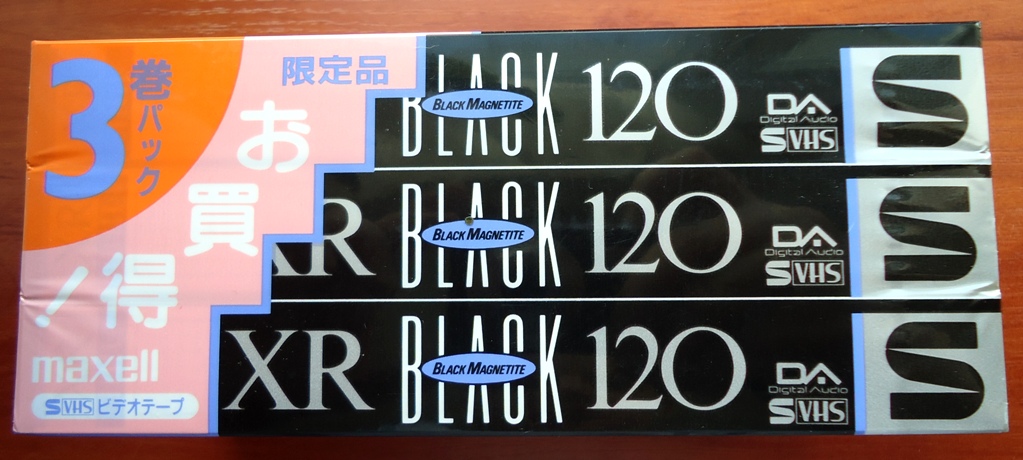 3巻パック
限定品
お買得!
maxell
SVHS ビデオテープ
BLACK 120
BLACK MAGNETITE
DA
Digital Audio
SVHS
S
XR BLACK 120
BLACK MAGNETITE
DA
Digital Audio
SVHS
S
XR BLACK 120
BLACK MAGNETITE
DA
Digital Audio
SVHS
S